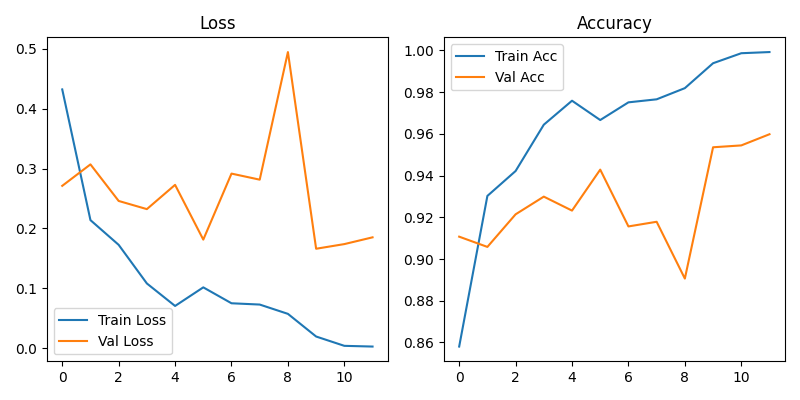 Loss
0.5
0.4
0.3
0.2
0.1
0.0
Train Loss
Val Loss
0 2 4 6 8 10
Accuracy
Train Acc
Val Acc
1.00
0.98
0.96
0.94
0.92
0.90
0.88
0.86
0 2 4 6 8 10